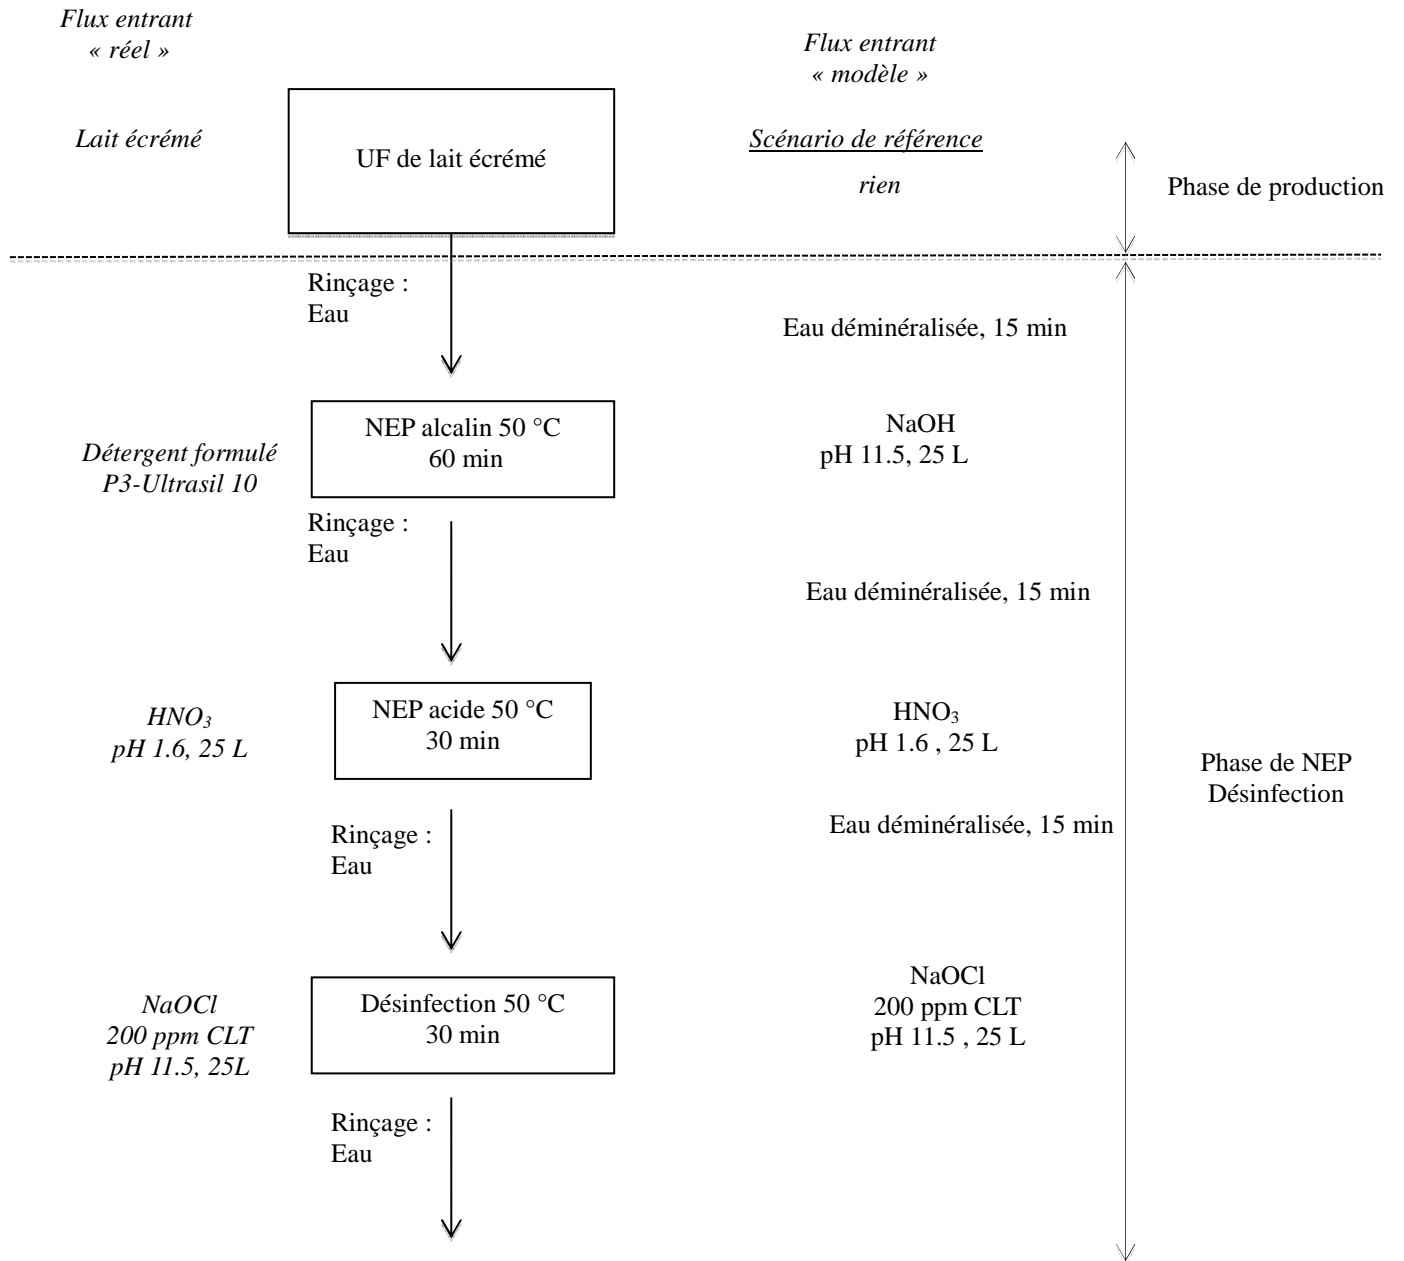 Flux entrant
« réel »
Flux entrant
« modèle »
Lait écrémé
UF de lait écrémé
Scénario de référence
rien
Phase de production
Rinçage :
Eau
Eau déminéralisée, 15 min
Détergent formulé
P3-Ultrasil 10
NEP alcalin 50 °C
60 min
NaOH
pH 11.5, 25 L
Rinçage :
Eau
Eau déminéralisée, 15 min
HNO₃
pH 1.6, 25 L
NEP acide 50 °C
30 min
HNO₃
pH 1.6 , 25 L
Phase de NEP
Désinfection
Rinçage :
Eau
Eau déminéralisée, 15 min
NaOCl
200 ppm CLT
pH 11.5, 25L
Désinfection 50 °C
30 min
NaOCl
200 ppm CLT
pH 11.5 , 25 L
Rinçage :
Eau